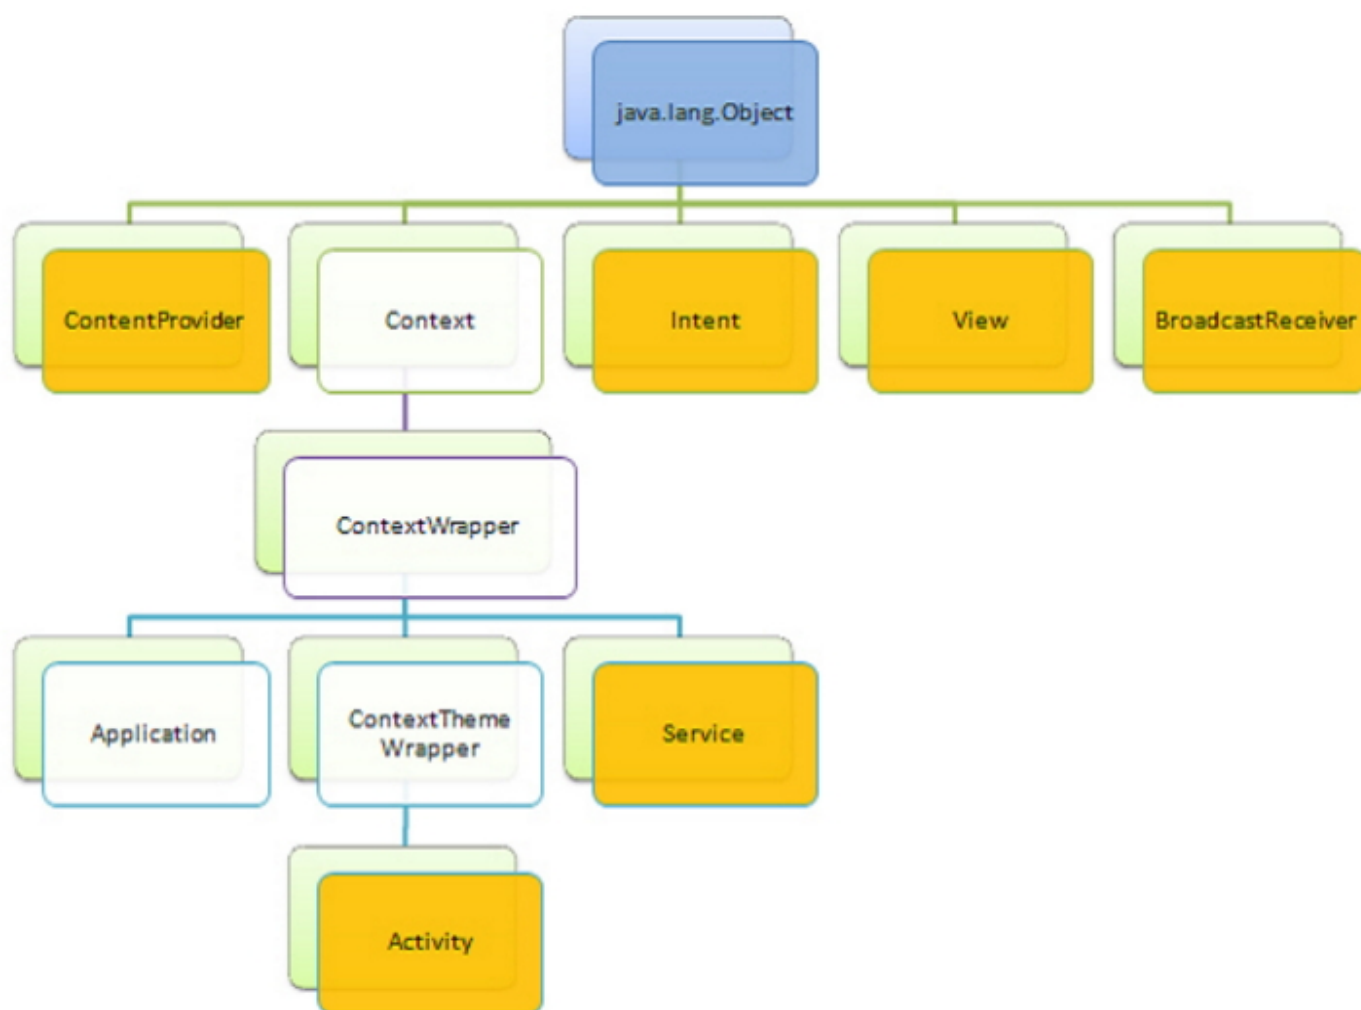 java.lang.Object
ContentProvider
Context
Intent
View
BroadcastReceiver
ContextWrapper
Application
ContextTheme
Wrapper
Service
Activity